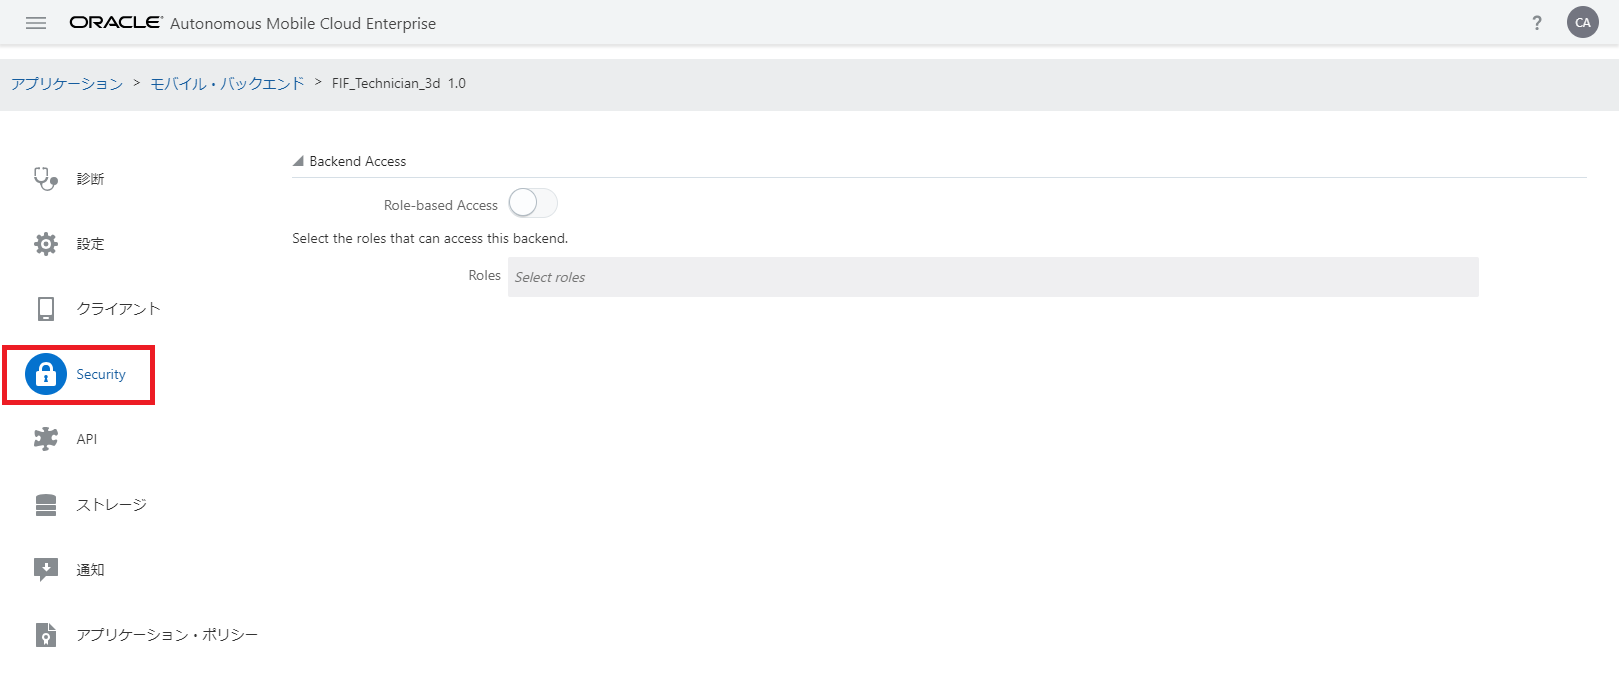 ORACLE® Autonomous Mobile Cloud Enterprise ? CA
アプリケーション > モバイル・バックエンド > FIF_Technician_3d 1.0
診断
設定
クライアント
Security
API
ストレージ
通知
アプリケーション・ポリシー
Backend Access
Role-based Access
Select the roles that can access this backend.
Roles Select roles